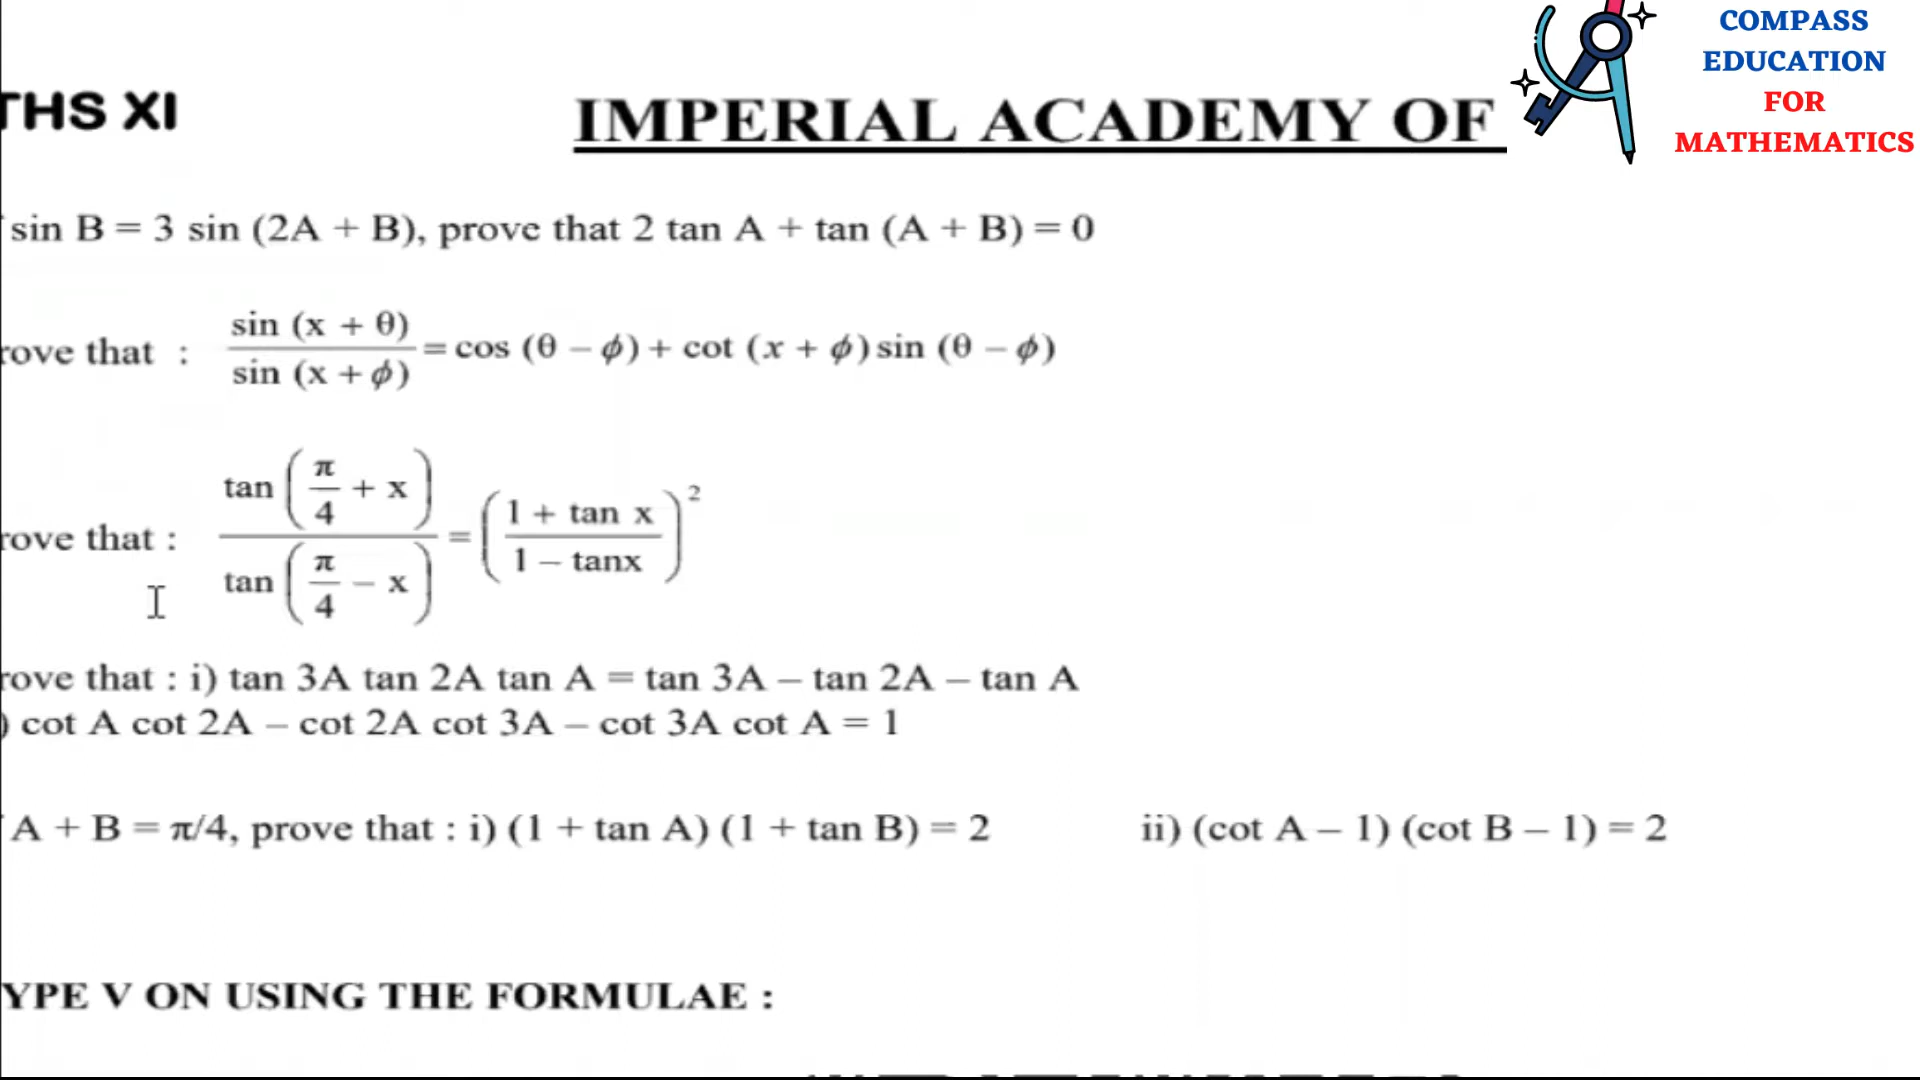 COMPASS
EDUCATION
FOR
MATHEMATICS
THS XI IMPERIAL ACADEMY OF
sin B = 3 sin (2A + B), prove that 2 tan A + tan (A + B) = 0
rove that : sin (x + θ) / sin (x + ϕ) = cos (θ − ϕ) + cot (x + ϕ) sin (θ − ϕ)
rove that : tan (π/4 + x) / tan (π/4 − x) = ((1 + tan x) / (1 − tanx))²
rove that : i) tan 3A tan 2A tan A = tan 3A – tan 2A – tan A
) cot A cot 2A – cot 2A cot 3A – cot 3A cot A = 1
A + B = π/4, prove that : i) (1 + tan A) (1 + tan B) = 2 ii) (cot A – 1) (cot B – 1) = 2
YPE V ON USING THE FORMULAE :